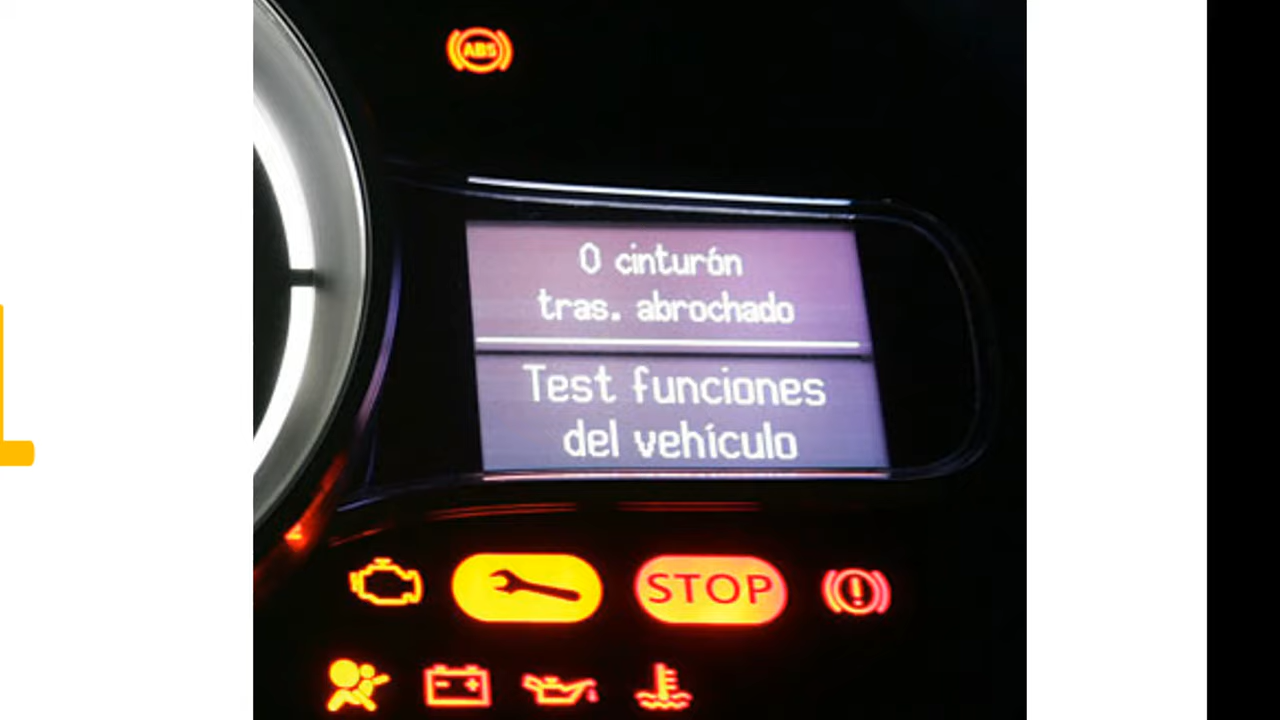 ABS
0 cinturón
tras. abrochado
Test funciones
del vehículo
STOP